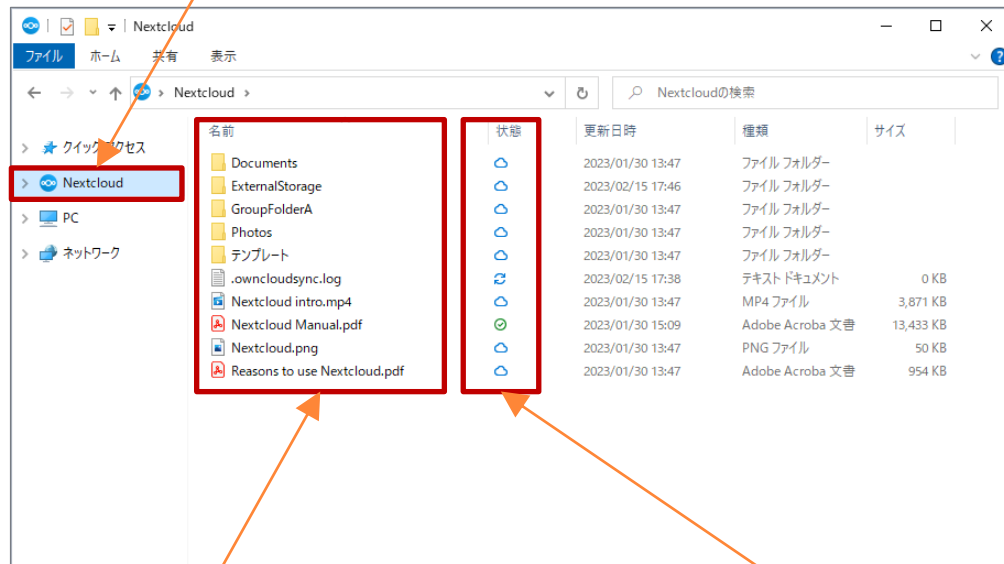 Nextcloud
ファイル ホーム 共有 表示
Nextcloud Nextcloudの検索
クイック アクセス
Nextcloud
PC
ネットワーク
名前 状態 更新日時 種類 サイズ
Documents 2023/01/30 13:47 ファイル フォルダー
ExternalStorage 2023/02/15 17:46 ファイル フォルダー
GroupFolderA 2023/01/30 13:47 ファイル フォルダー
Photos 2023/01/30 13:47 ファイル フォルダー
テンプレート 2023/01/30 13:47 ファイル フォルダー
.owncloudsync.log 2023/02/15 17:38 テキスト ドキュメント 0 KB
Nextcloud intro.mp4 2023/01/30 13:47 MP4 ファイル 3,871 KB
Nextcloud Manual.pdf 2023/01/30 15:09 Adobe Acroba 文書 13,433 KB
Nextcloud.png 2023/01/30 13:47 PNG ファイル 50 KB
Reasons to use Nextcloud.pdf 2023/01/30 13:47 Adobe Acroba 文書 954 KB